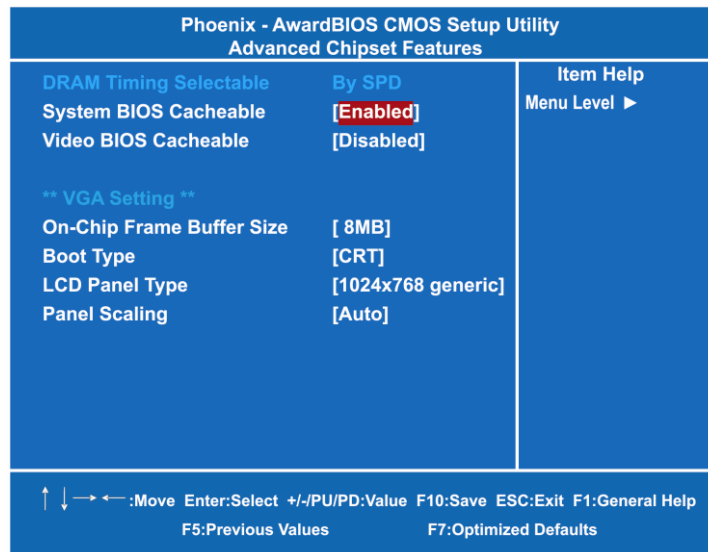 Phoenix - AwardBIOS CMOS Setup Utility
Advanced Chipset Features
DRAM Timing Selectable By SPD
System BIOS Cacheable [Enabled]
Video BIOS Cacheable [Disabled]
** VGA Setting **
On-Chip Frame Buffer Size [ 8MB]
Boot Type [CRT]
LCD Panel Type [1024x768 generic]
Panel Scaling [Auto]
Item Help
Menu Level ►
↑ ↓ → ← :Move Enter:Select +/-/PU/PD:Value F10:Save ESC:Exit F1:General Help
F5:Previous Values F7:Optimized Defaults